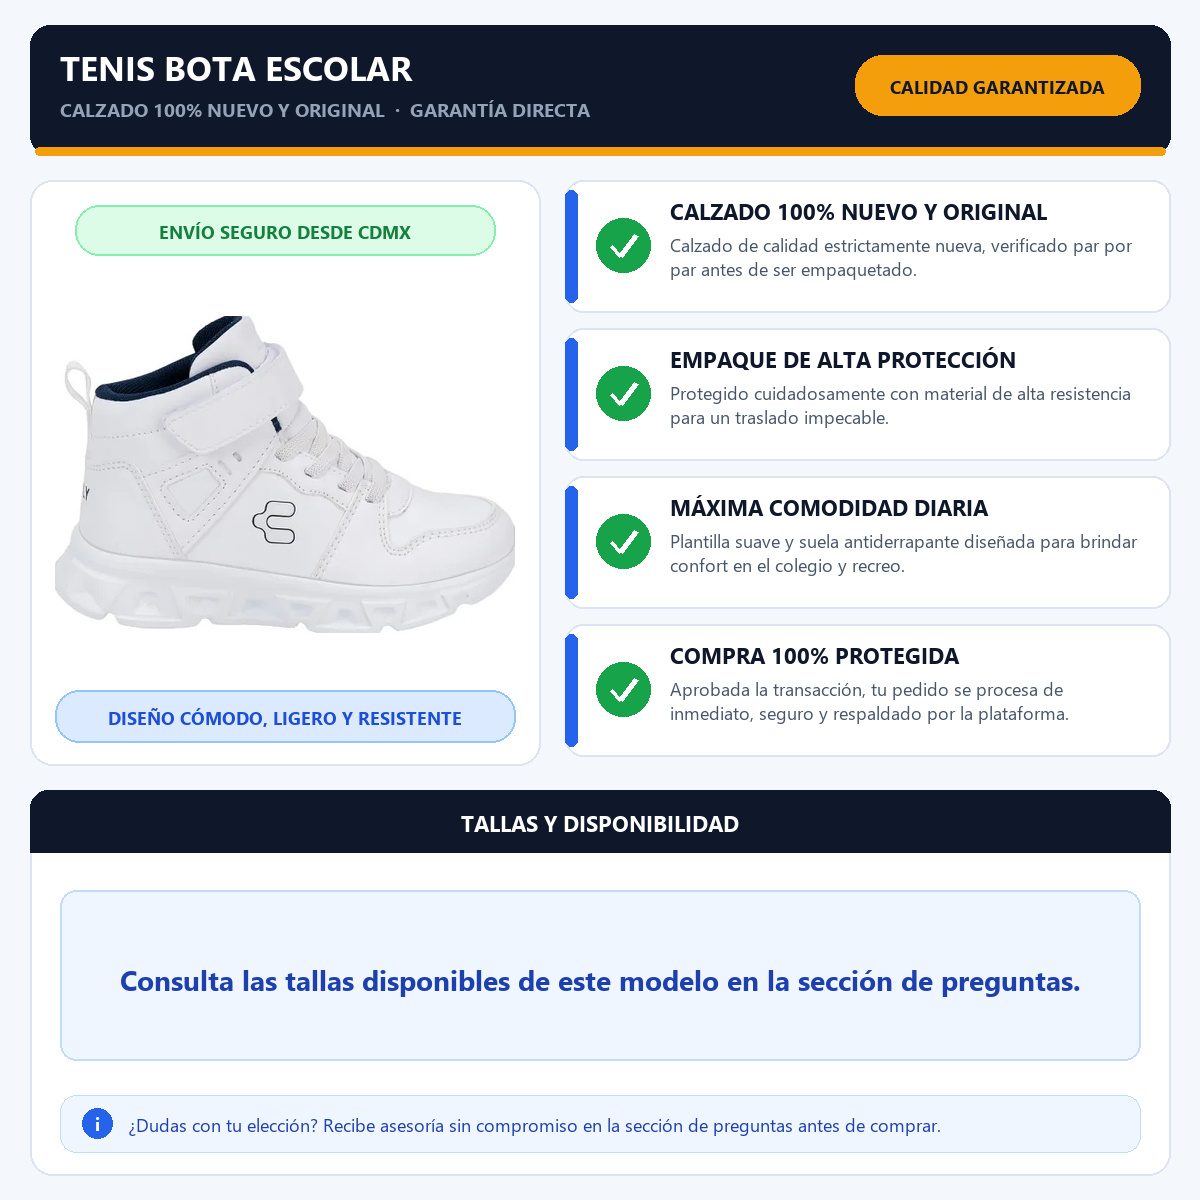 TENIS BOTA ESCOLAR
CALZADO 100% NUEVO Y ORIGINAL · GARANTÍA DIRECTA
CALIDAD GARANTIZADA
ENVÍO SEGURO DESDE CDMX
DISEÑO CÓMODO, LIGERO Y RESISTENTE
CALZADO 100% NUEVO Y ORIGINAL
Calzado de calidad estrictamente nueva, verificado par por
par antes de ser empaquetado.
EMPAQUE DE ALTA PROTECCIÓN
Protegido cuidadosamente con material de alta resistencia
para un traslado impecable.
MÁXIMA COMODIDAD DIARIA
Plantilla suave y suela antiderrapante diseñada para brindar
confort en el colegio y recreo.
COMPRA 100% PROTEGIDA
Aprobada la transacción, tu pedido se procesa de
inmediato, seguro y respaldado por la plataforma.
TALLAS Y DISPONIBILIDAD
Consulta las tallas disponibles de este modelo en la sección de preguntas.
¿Dudas con tu elección? Recibe asesoría sin compromiso en la sección de preguntas antes de comprar.